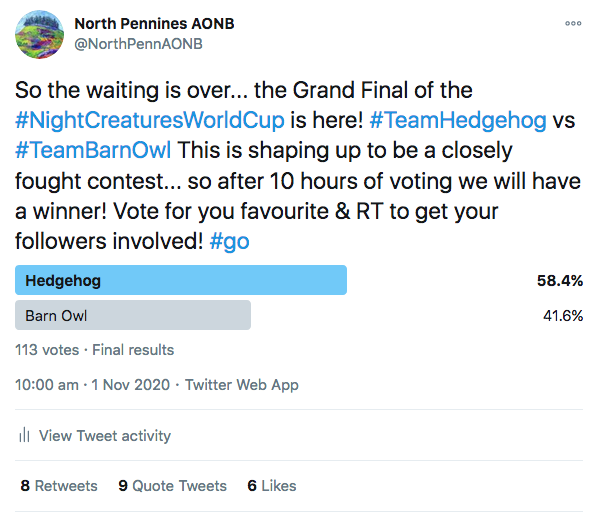 North Pennines AONB
@NorthPennAONB
So the waiting is over... the Grand Final of the
#NightCreaturesWorldCup is here! #TeamHedgehog vs
#TeamBarnOwl This is shaping up to be a closely
fought contest... so after 10 hours of voting we will have
a winner! Vote for you favourite & RT to get your
followers involved! #go
Hedgehog 58.4%
Barn Owl 41.6%
113 votes · Final results
10:00 am · 1 Nov 2020 · Twitter Web App
View Tweet activity
8 Retweets 9 Quote Tweets 6 Likes